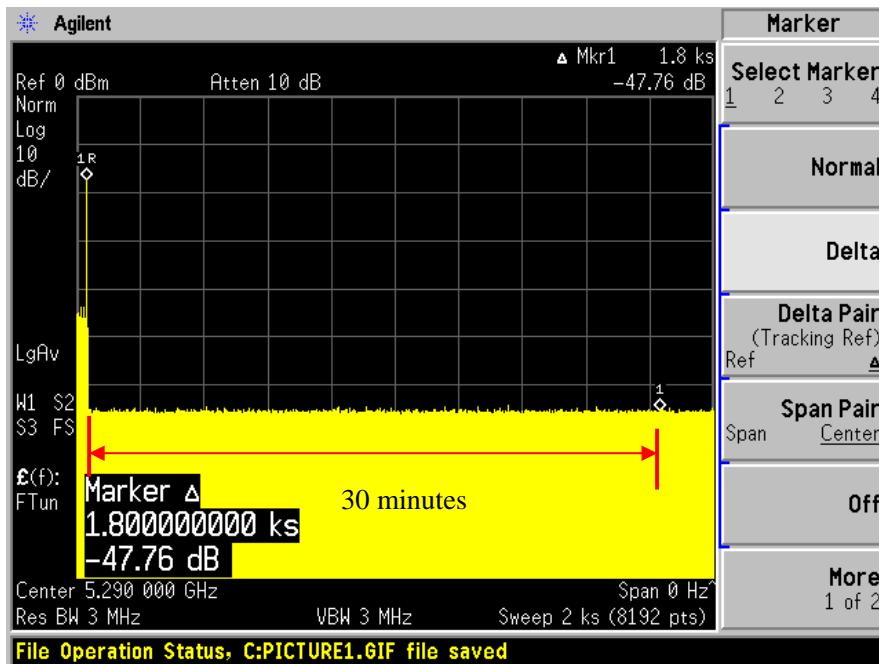 Agilent
Marker
Δ Mkr1 1.8 ks
Ref 0 dBm Atten 10 dB -47.76 dB
Norm
Log
10
dB/
1R
LgAv
1
W1 S2
S3 FS
£(f):
FTun
Marker Δ
1.800000000 ks
-47.76 dB
30 minutes
Center 5.290 000 GHz Span 0 Hz^
Res BW 3 MHz VBW 3 MHz Sweep 2 ks (8192 pts)
File Operation Status, C:PICTURE1.GIF file saved
Select Marker
1 2 3 4
Normal
Delta
Delta Pair
(Tracking Ref)
Ref Δ
Span Pair
Span Center
Off
More
1 of 2